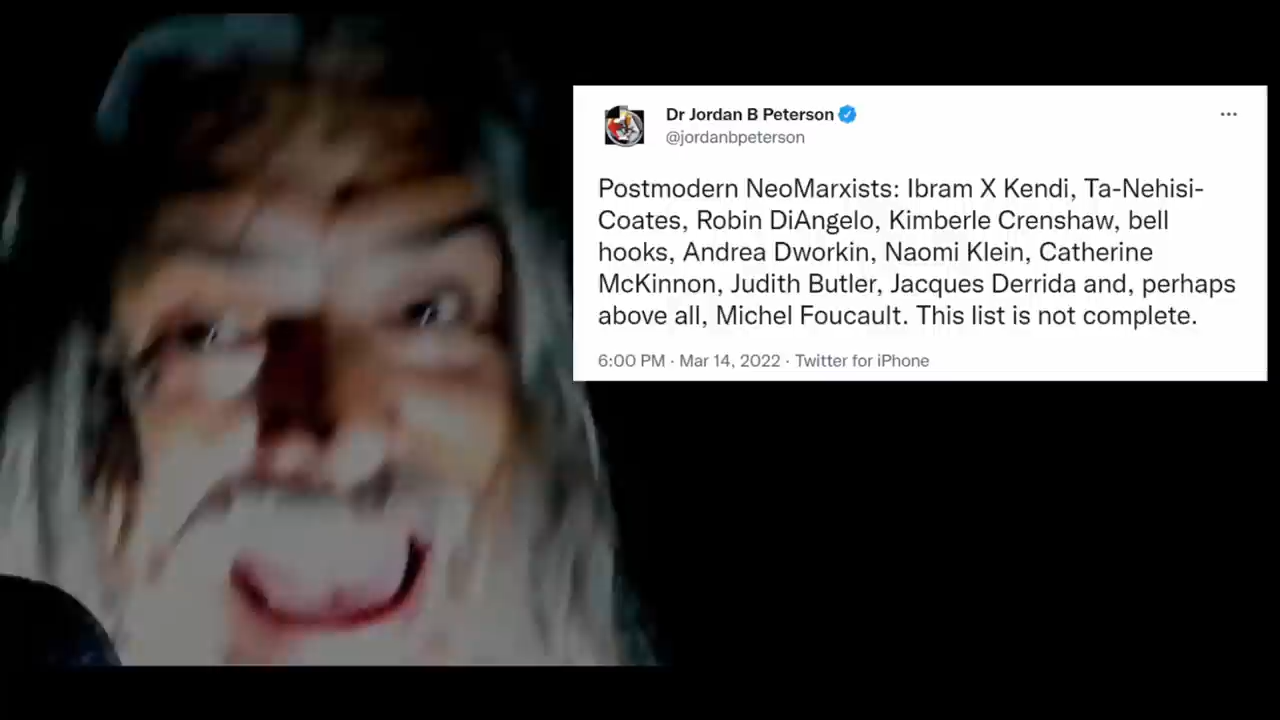 Dr Jordan B Peterson
@jordanbpeterson
Postmodern NeoMarxists: Ibram X Kendi, Ta-Nehisi-
Coates, Robin DiAngelo, Kimberle Crenshaw, bell
hooks, Andrea Dworkin, Naomi Klein, Catherine
McKinnon, Judith Butler, Jacques Derrida and, perhaps
above all, Michel Foucault. This list is not complete.
6:00 PM · Mar 14, 2022 · Twitter for iPhone